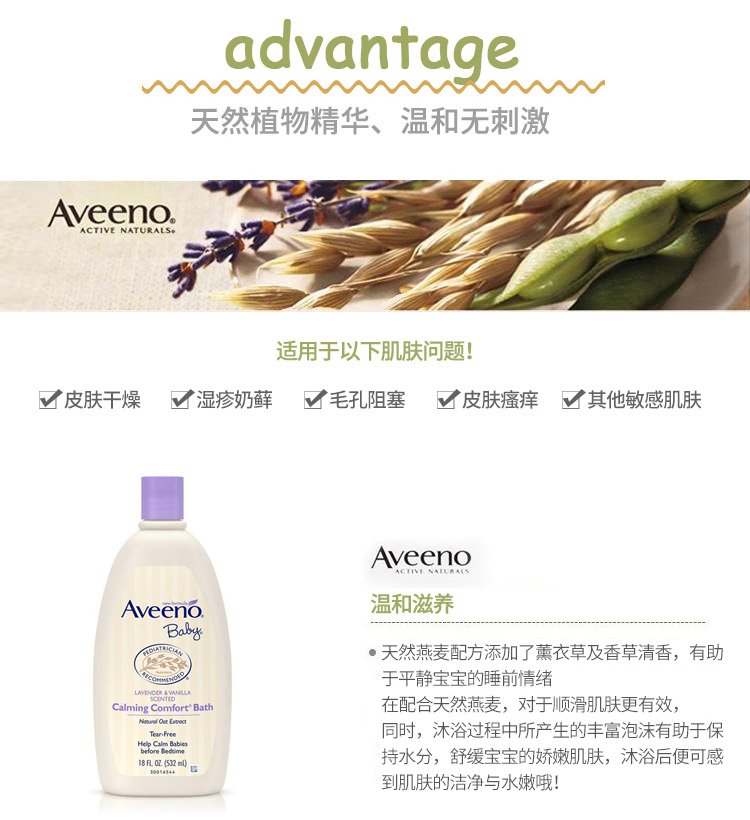 advantage
天然植物精华、温和无刺激
Aveeno®
ACTIVE NATURALS®
适用于以下肌肤问题！
皮肤干燥 湿疹奶藓 毛孔阻塞 皮肤瘙痒 其他敏感肌肤
new formula
Aveeno®
Baby®
PEDIATRICIAN
RECOMMENDED
LAVENDER & VANILLA
SCENTED
Calming Comfort® Bath
Natural Oat Extract
Tear-Free
Help Calm Babies
before Bedtime
18 FL. OZ. (532 mL)
30016544
Aveeno
ACTIVE NATURALS
温和滋养
天然燕麦配方添加了薰衣草及香草清香，有助
于平静宝宝的睡前情绪
在配合天然燕麦，对于顺滑肌肤更有效，
同时，沐浴过程中所产生的丰富泡沫有助于保
持水分，舒缓宝宝的娇嫩肌肤，沐浴后便可感
到肌肤的洁净与水嫩哦！